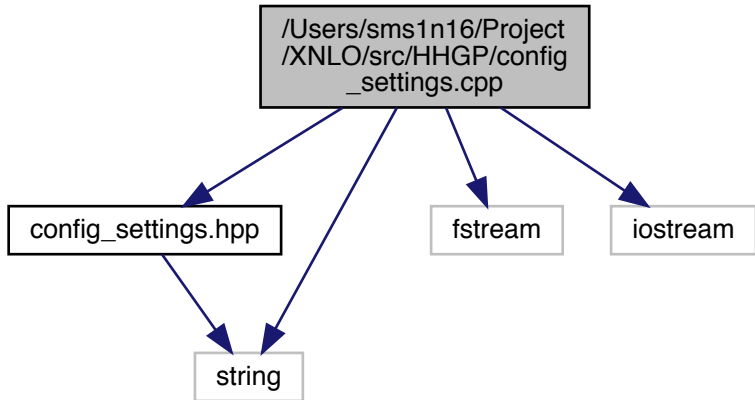 /Users/sms1n16/Project
/XNLO/src/HHGP/config
_settings.cpp
config_settings.hpp
fstream
iostream
string